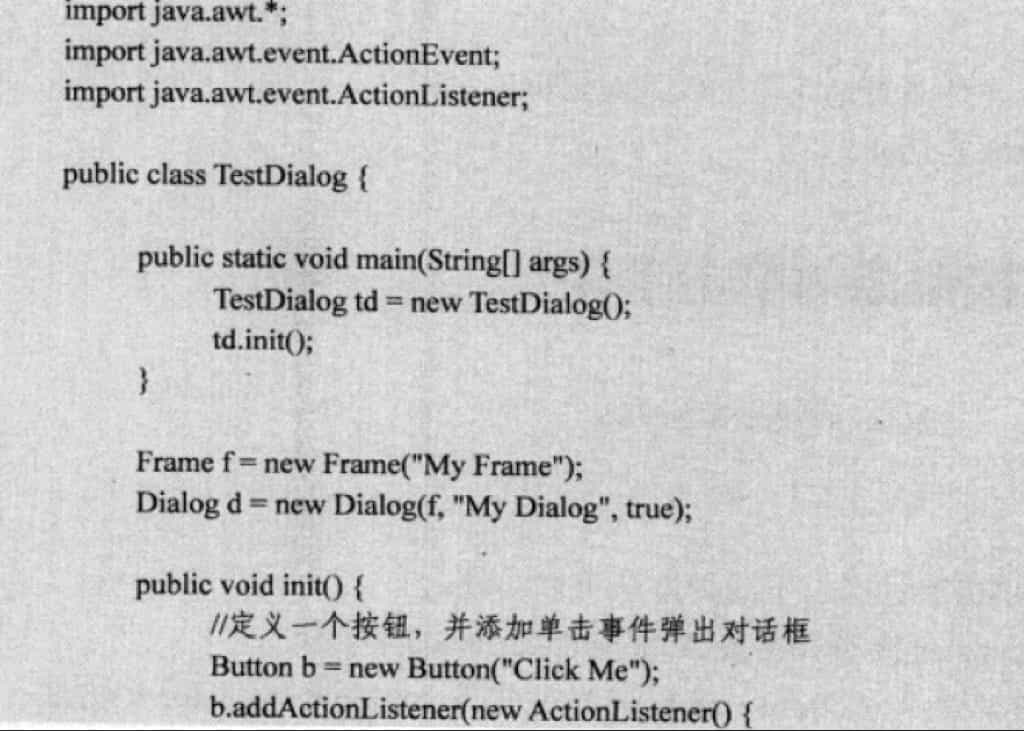 import java.awt.*;
import java.awt.event.ActionEvent;
import java.awt.event.ActionListener;
public class TestDialog {
public static void main(String[] args) {
TestDialog td = new TestDialog();
td.init();
}
Frame f = new Frame("My Frame");
Dialog d = new Dialog(f, "My Dialog", true);
public void init() {
//定义一个按钮，并添加单击事件弹出对话框
Button b = new Button("Click Me");
b.addActionListener(new ActionListener() {